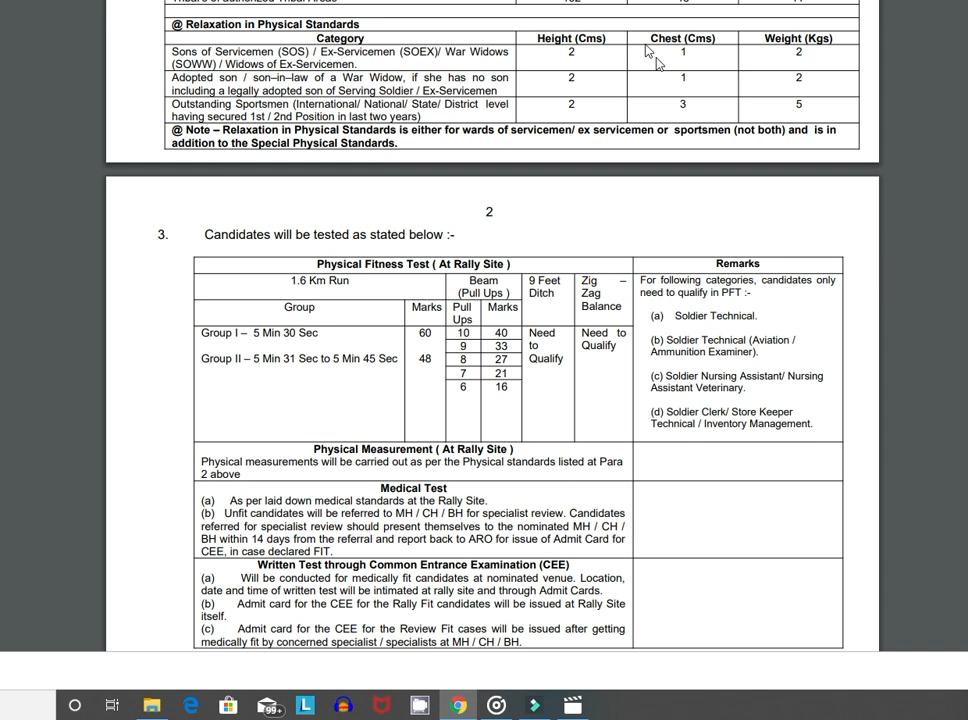 Tribal's of authorized Tribal Areas 162
@ Relaxation in Physical Standards
Category Height (Cms) Chest (Cms) Weight (Kgs)
Sons of Servicemen (SOS) / Ex-Servicemen (SOEX)/ War Widows (SOWW) / Widows of Ex-Servicemen. 2 1 2
Adopted son / son–in–law of a War Widow, if she has no son including a legally adopted son of Serving Soldier / Ex-Servicemen 2 1 2
Outstanding Sportsmen (International/ National/ State/ District level having secured 1st / 2nd Position in last two years) 2 3 5
@ Note – Relaxation in Physical Standards is either for wards of servicemen/ ex servicemen or sportsmen (not both) and is in
addition to the Special Physical Standards.
2
3. Candidates will be tested as stated below :-
Physical Fitness Test ( At Rally Site ) Remarks
1.6 Km Run
Beam
(Pull Ups )
9 Feet
Ditch
Zig –
Zag
Balance
Group Marks
Pull
Ups
Marks
Group I – 5 Min 30 Sec 60
Group II – 5 Min 31 Sec to 5 Min 45 Sec 48
10 40
9 33
8 27
7 21
6 16
Need
to
Qualify
Need to
Qualify
For following categories, candidates only
need to qualify in PFT :-
(a) Soldier Technical.
(b) Soldier Technical (Aviation /
Ammunition Examiner).
(c) Soldier Nursing Assistant/ Nursing
Assistant Veterinary.
(d) Soldier Clerk/ Store Keeper
Technical / Inventory Management.
Physical Measurement ( At Rally Site )
Physical measurements will be carried out as per the Physical standards listed at Para
2 above
Medical Test
(a) As per laid down medical standards at the Rally Site.
(b) Unfit candidates will be referred to MH / CH / BH for specialist review. Candidates
referred for specialist review should present themselves to the nominated MH / CH /
BH within 14 days from the referral and report back to ARO for issue of Admit Card for
CEE, in case declared FIT.
Written Test through Common Entrance Examination (CEE)
(a) Will be conducted for medically fit candidates at nominated venue. Location,
date and time of written test will be intimated at rally site and through Admit Cards.
(b) Admit card for the CEE for the Rally Fit candidates will be issued at Rally Site
itself.
(c) Admit card for the CEE for the Review Fit cases will be issued after getting
medically fit by concerned specialist / specialists at MH / CH / BH.
99+
L